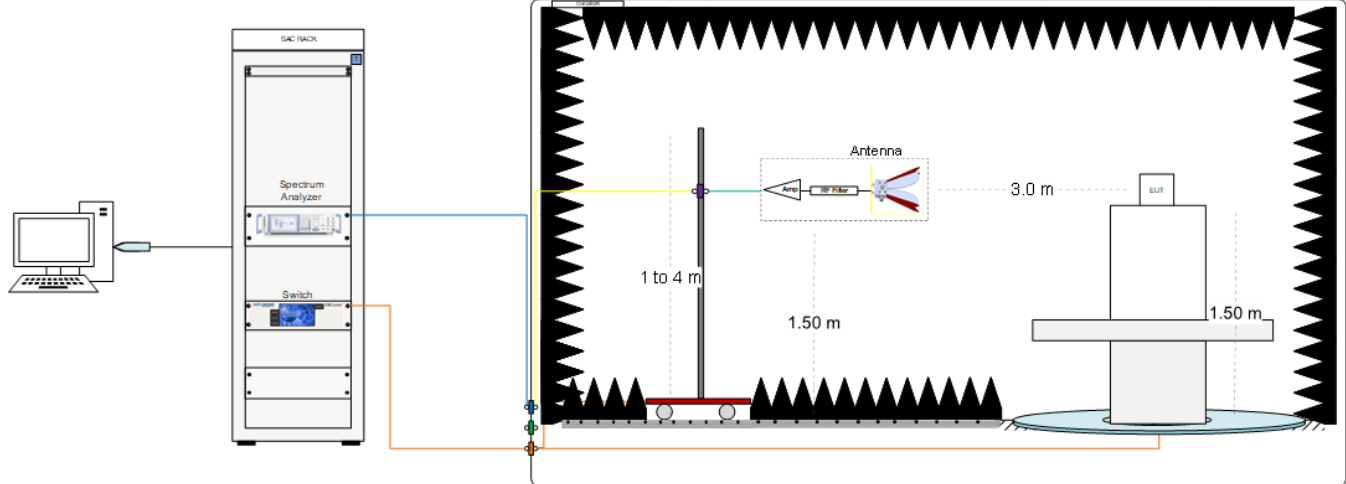 CHAMBER
SAC RACK
Spectrum
Analyzer
Switch
Antenna
Amp
RF Filter
3.0 m
EUT
1 to 4 m
1.50 m
1.50 m